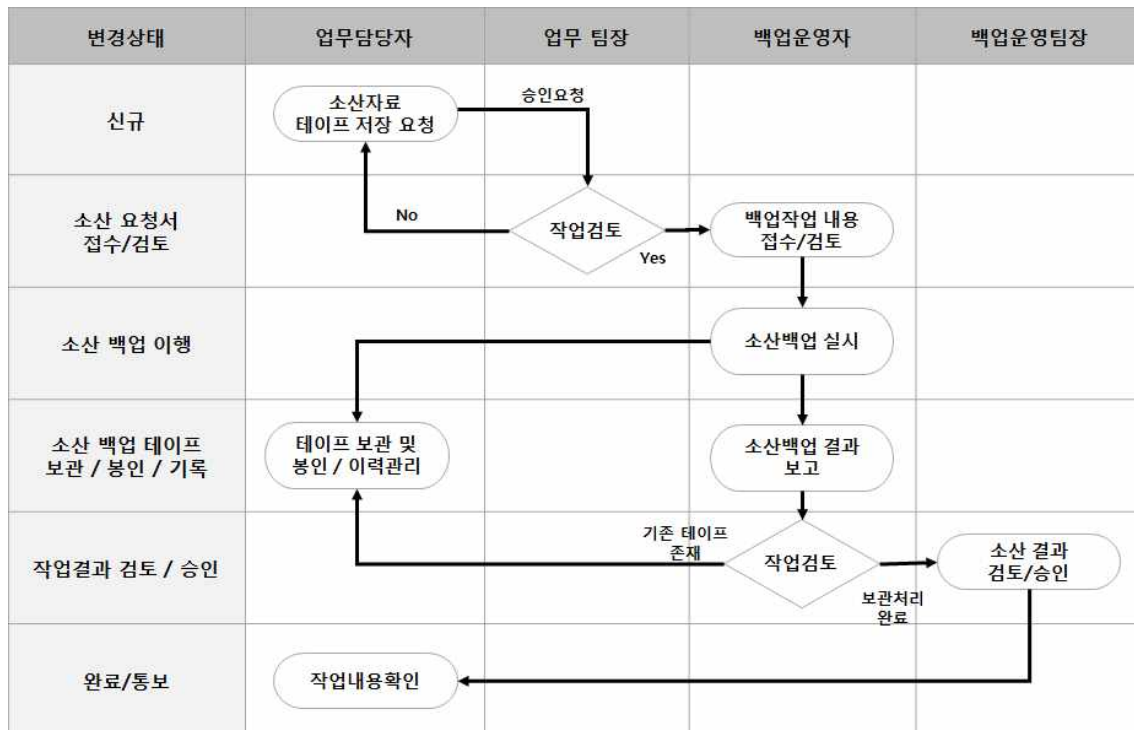 변경상태
업무담당자
업무 팀장
백업운영자
백업운영팀장
신규
소산자료
테이프 저장 요청
승인요청
소산 요청서
접수/검토
No
작업검토
Yes
백업작업 내용
접수/검토
소산 백업 이행
소산백업 실시
소산 백업 테이프
보관 / 봉인 / 기록
테이프 보관 및
봉인 / 이력관리
소산백업 결과
보고
작업결과 검토 / 승인
기존 테이프
존재
작업검토
보관처리
완료
소산 결과
검토/승인
완료/통보
작업내용확인